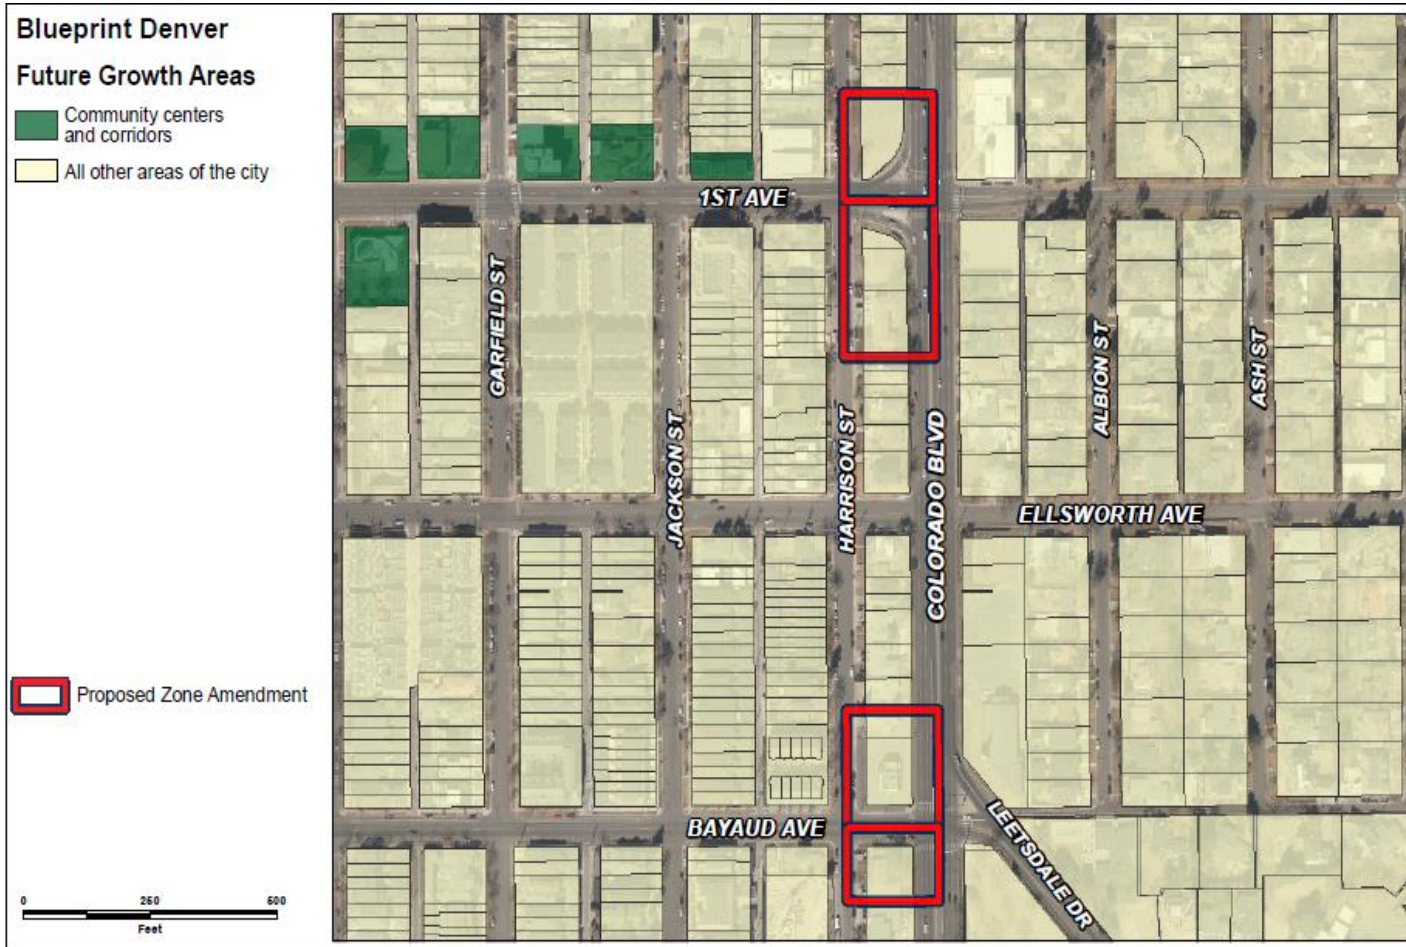 Blueprint Denver
Future Growth Areas
Community centers
and corridors
All other areas of the city
Proposed Zone Amendment
0 250 500
Feet
1ST AVE
GARFIELD ST
JACKSON ST
HARRISON ST
COLORADO BLVD
ALBION ST
ASH ST
ELLSWORTH AVE
BAYAUD AVE
LEETSDALE DR